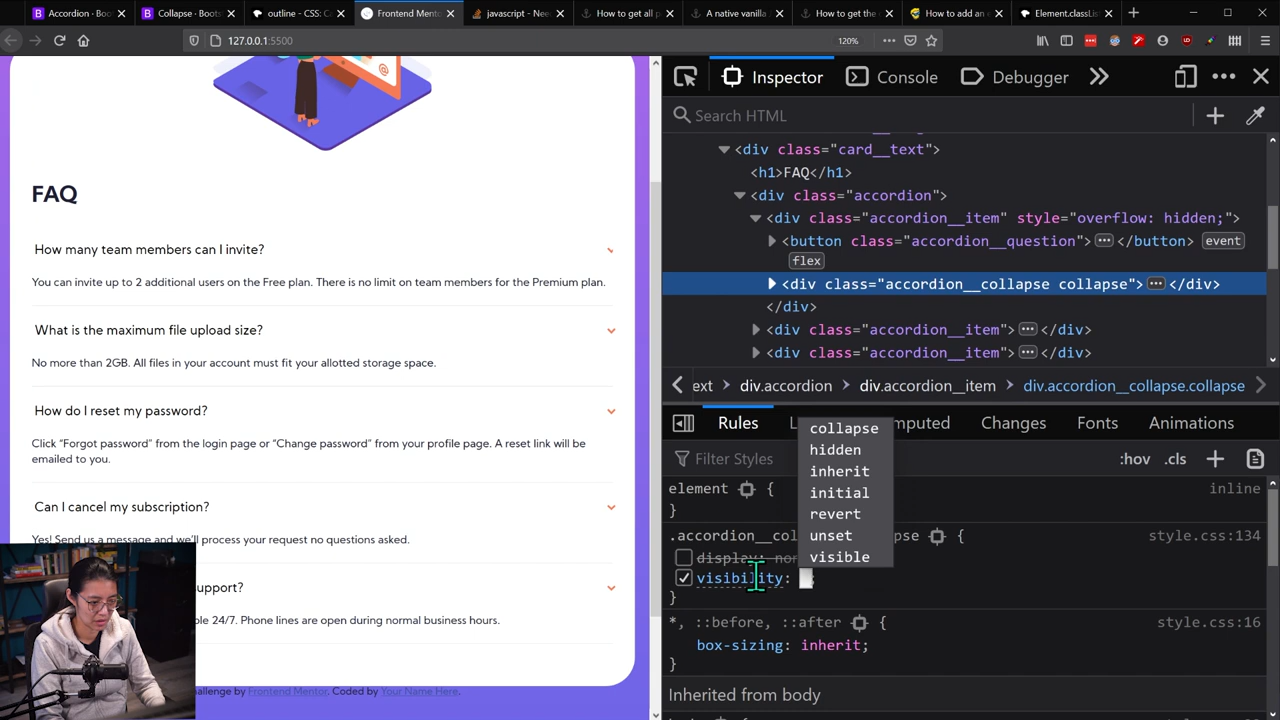 Accordion · Boots
Collapse · Boots
outline - CSS: Ca
Frontend Mento
javascript - Nee
How to get all p
A native vanilla
How to get the
How to add an e
Element.classLis
127.0.0.1:5500
120%
Inspector
Console
Debugger
Search HTML
<div class="card__text">
<h1>FAQ</h1>
<div class="accordion">
<div class="accordion__item" style="overflow: hidden;">
<button class="accordion__question"> </button> event
flex
<div class="accordion__collapse collapse"> </div>
</div>
<div class="accordion__item"> </div>
<div class="accordion__item"> </div>
ext > div.accordion > div.accordion__item > div.accordion__collapse.collapse
Rules
L
mputed
Changes
Fonts
Animations
Filter Styles
:hov .cls
element {
inline
}
.accordion__col
pse {
style.css:134
display: non
visibility: ;
}
collapse
hidden
inherit
initial
revert
unset
visible
*, ::before, ::after {
style.css:16
box-sizing: inherit;
}
Inherited from body
FAQ
How many team members can I invite?
You can invite up to 2 additional users on the Free plan. There is no limit on team members for the Premium plan.
What is the maximum file upload size?
No more than 2GB. All files in your account must fit your allotted storage space.
How do I reset my password?
Click “Forgot password” from the login page or “Change password” from your profile page. A reset link will be
emailed to you.
Can I cancel my subscription?
Yes! Send us a message and we’ll process your request no questions asked.
upport?
ble 24/7. Phone lines are open during normal business hours.
allenge by Frontend Mentor. Coded by Your Name Here.